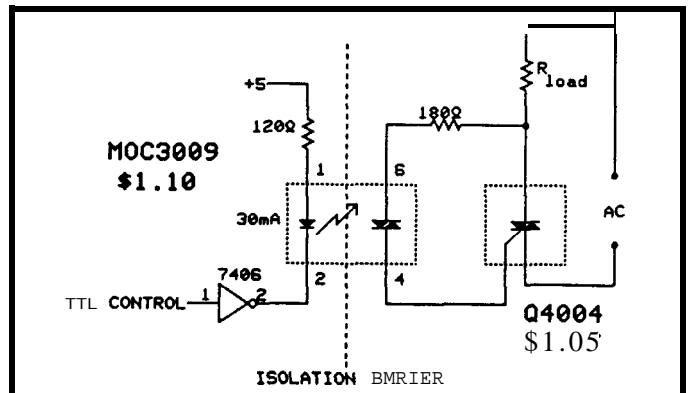 +5
R load
120Ω
180Ω
MOC3009
$1.10
1
6
30mA
AC
2
4
7406
TTL CONTROL 1 2
Q4004
$1.05
ISOLATION BMRIER